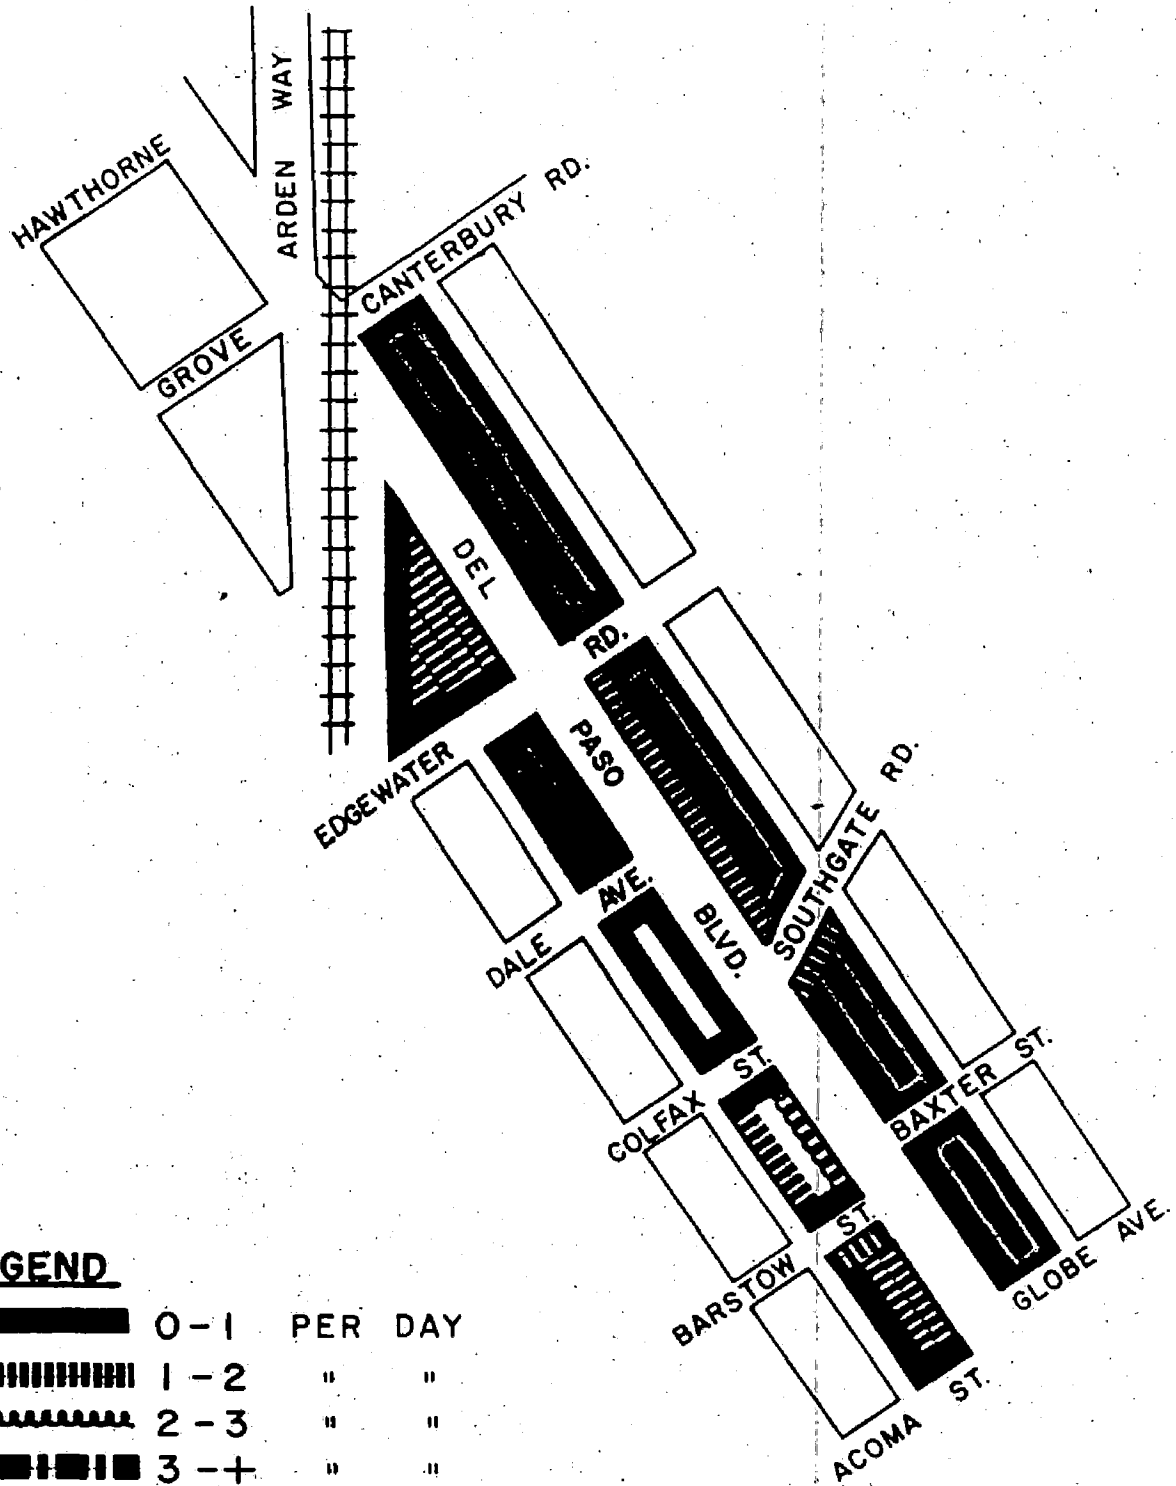 ARDEN WAY
HAWTHORNE
CANTERBURY RD.
GROVE
DEL PASO BLVD.
RD.
EDGEWATER
SOUTHGATE RD.
DALE AVE.
COLFAX ST.
BAXTER ST.
BARSTOW ST.
GLOBE AVE.
ACOMA ST.
GEND
0-1 PER DAY
1-2 " "
2-3 " "
3-+ " "